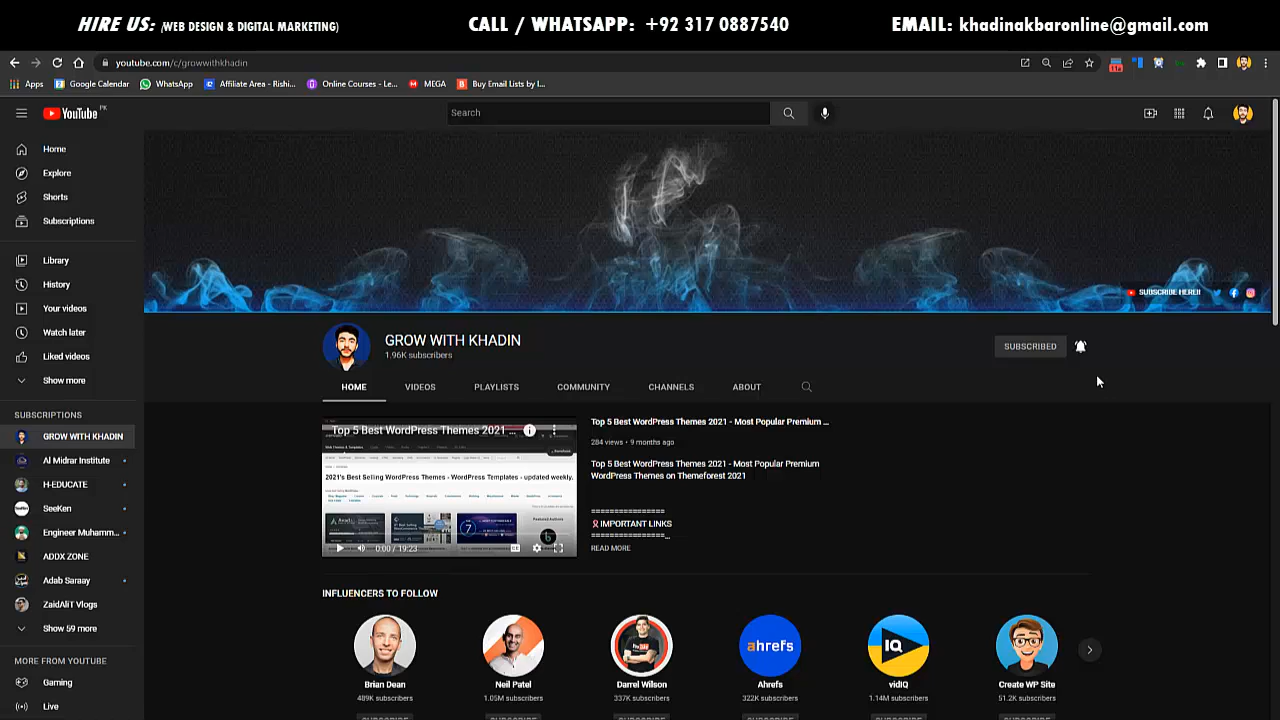 HIRE US: (WEB DESIGN & DIGITAL MARKETING)
CALL / WHATSAPP: +92 317 0887540
EMAIL: khadinakbaronline@gmail.com
youtube.com/c/growwithkhadin
Apps
Google Calendar
WhatsApp
Affiliate Area - Rishi...
Online Courses - Le...
MEGA
Buy Email Lists by I...
YouTube PK
Search
Home
Explore
Shorts
Subscriptions
Library
History
Your videos
Watch later
Liked videos
Show more
SUBSCRIPTIONS
GROW WITH KHADIN
Al Midrar Institute
H-EDUCATE
SeeKen
Engineer Muhamm...
ADDX ZONE
Adab Saraay
ZaidAliT Vlogs
Show 59 more
MORE FROM YOUTUBE
Gaming
Live
SUBSCRIBE HERE!!
GROW WITH KHADIN
1.96K subscribers
SUBSCRIBED
HOME
VIDEOS
PLAYLISTS
COMMUNITY
CHANNELS
ABOUT
Top 5 Best WordPress Themes 2021
2021's Best Selling WordPress Themes - WordPress Templates - updated weekly.
0:00 / 19:23
Top 5 Best WordPress Themes 2021 - Most Popular Premium ...
284 views • 9 months ago
Top 5 Best WordPress Themes 2021 - Most Popular Premium
WordPress Themes on Themeforest 2021
================
IMPORTANT LINKS
================...
READ MORE
INFLUENCERS TO FOLLOW
ahrefs
IQ
Brian Dean
Neil Patel
Darrel Wilson
Ahrefs
vidIQ
Create WP Site
489K subscribers
1.05M subscribers
337K subscribers
322K subscribers
1.14M subscribers
51.2K subscribers